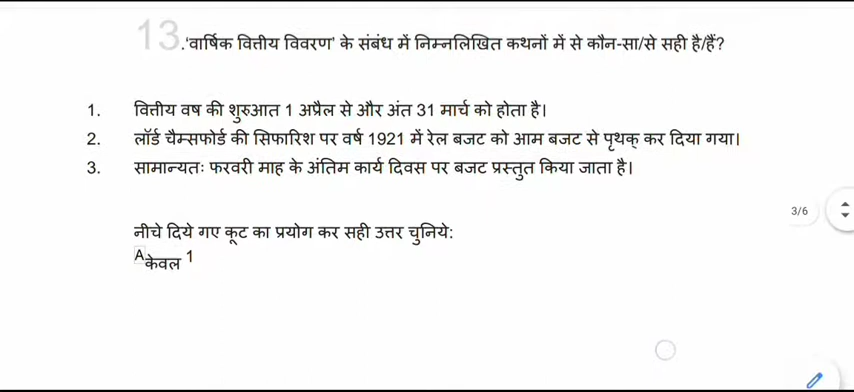 13.'वार्षिक वित्तीय विवरण' के संबंध में निम्नलिखित कथनों में से कौन-सा/से सही है/हैं?
1. वित्तीय वष की शुरुआत 1 अप्रैल से और अंत 31 मार्च को होता है।
2. लॉर्ड चैम्सफोर्ड की सिफारिश पर वर्ष 1921 में रेल बजट को आम बजट से पृथक् कर दिया गया।
3. सामान्यतः फरवरी माह के अंतिम कार्य दिवस पर बजट प्रस्तुत किया जाता है।
3/6
नीचे दिये गए कूट का प्रयोग कर सही उत्तर चुनिये:
A.केवल 1